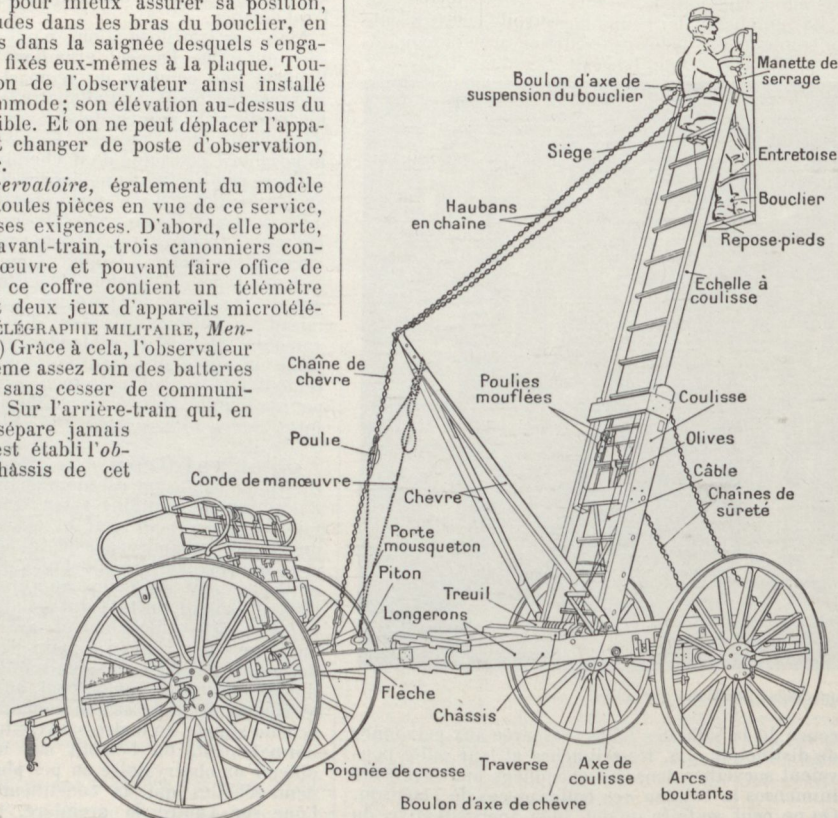 pour mieux assurer sa position,
udes dans les bras du bouclier, en
s dans la saignée desquels s'enga-
fixés eux-mêmes à la plaque. Tou-
on de l'observateur ainsi installé
mmode; son élévation au-dessus du
ible. Et on ne peut déplacer l'appa-
t changer de poste d'observation,
r.
servatoire, également du modèle
toutes pièces en vue de ce service,
ses exigences. D'abord, elle porte,
avant-train, trois canonniers con-
œuvre et pouvant faire office de
ce coffre contient un télémètre
t deux jeux d'appareils microtélé-
ÉLÉGRAPHIE MILITAIRE, Men-
) Grâce à cela, l'observateur
ême assez loin des batteries
sans cesser de communi-
Sur l'arrière-train qui, en
sépare jamais
est établi l'ob-
hâssis de cet
Boulon d'axe de
suspension du bouclier
Manette de
serrage
Siège
Entretoise
Haubans
en chaîne
Bouclier
Repose-pieds
Echelle à
coulisse
Chaîne de
chèvre
Poulies
mouflées
Coulisse
Poulie
Olives
Corde de manœuvre
Chèvre
Câble
Chaînes de
sûreté
Porte
mousqueton
Piton
Treuil
Longerons
Flèche
Châssis
Poignée de crosse
Traverse
Axe de
coulisse
Arcs
boutants
Boulon d'axe de chèvre